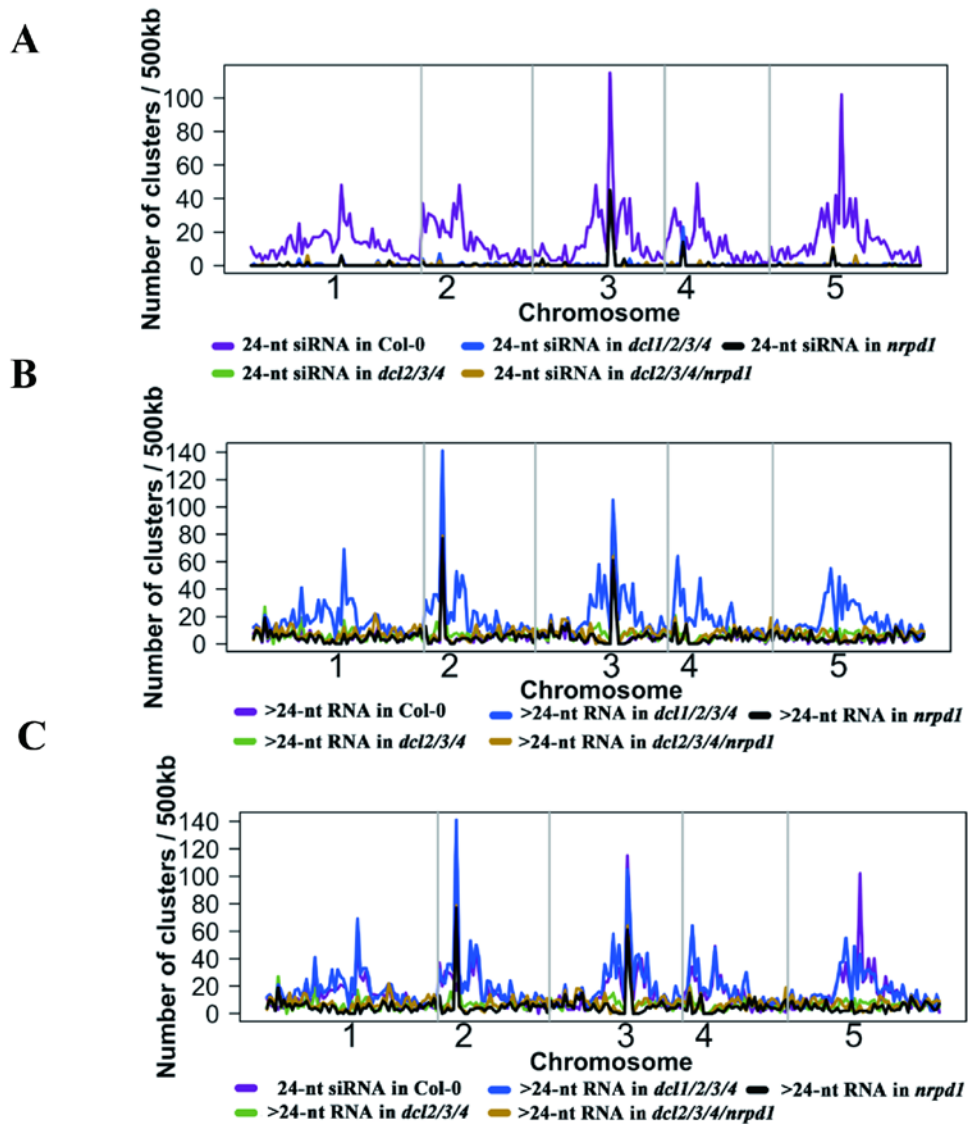 A
Number of clusters / 500kb
100
80
60
40
20
0
1 2 3 4 5
Chromosome
24-nt siRNA in Col-0 24-nt siRNA in dcl1/2/3/4 24-nt siRNA in nrpd1
24-nt siRNA in dcl2/3/4 24-nt siRNA in dcl2/3/4/nrpd1
B
Number of clusters / 500kb
140
120
100
80
60
40
20
0
1 2 3 4 5
Chromosome
>24-nt RNA in Col-0 >24-nt RNA in dcl1/2/3/4 >24-nt RNA in nrpd1
>24-nt RNA in dcl2/3/4 >24-nt RNA in dcl2/3/4/nrpd1
C
Number of clusters / 500kb
140
120
100
80
60
40
20
0
1 2 3 4 5
Chromosome
24-nt siRNA in Col-0 >24-nt RNA in dcl1/2/3/4 >24-nt RNA in nrpd1
>24-nt RNA in dcl2/3/4 >24-nt RNA in dcl2/3/4/nrpd1